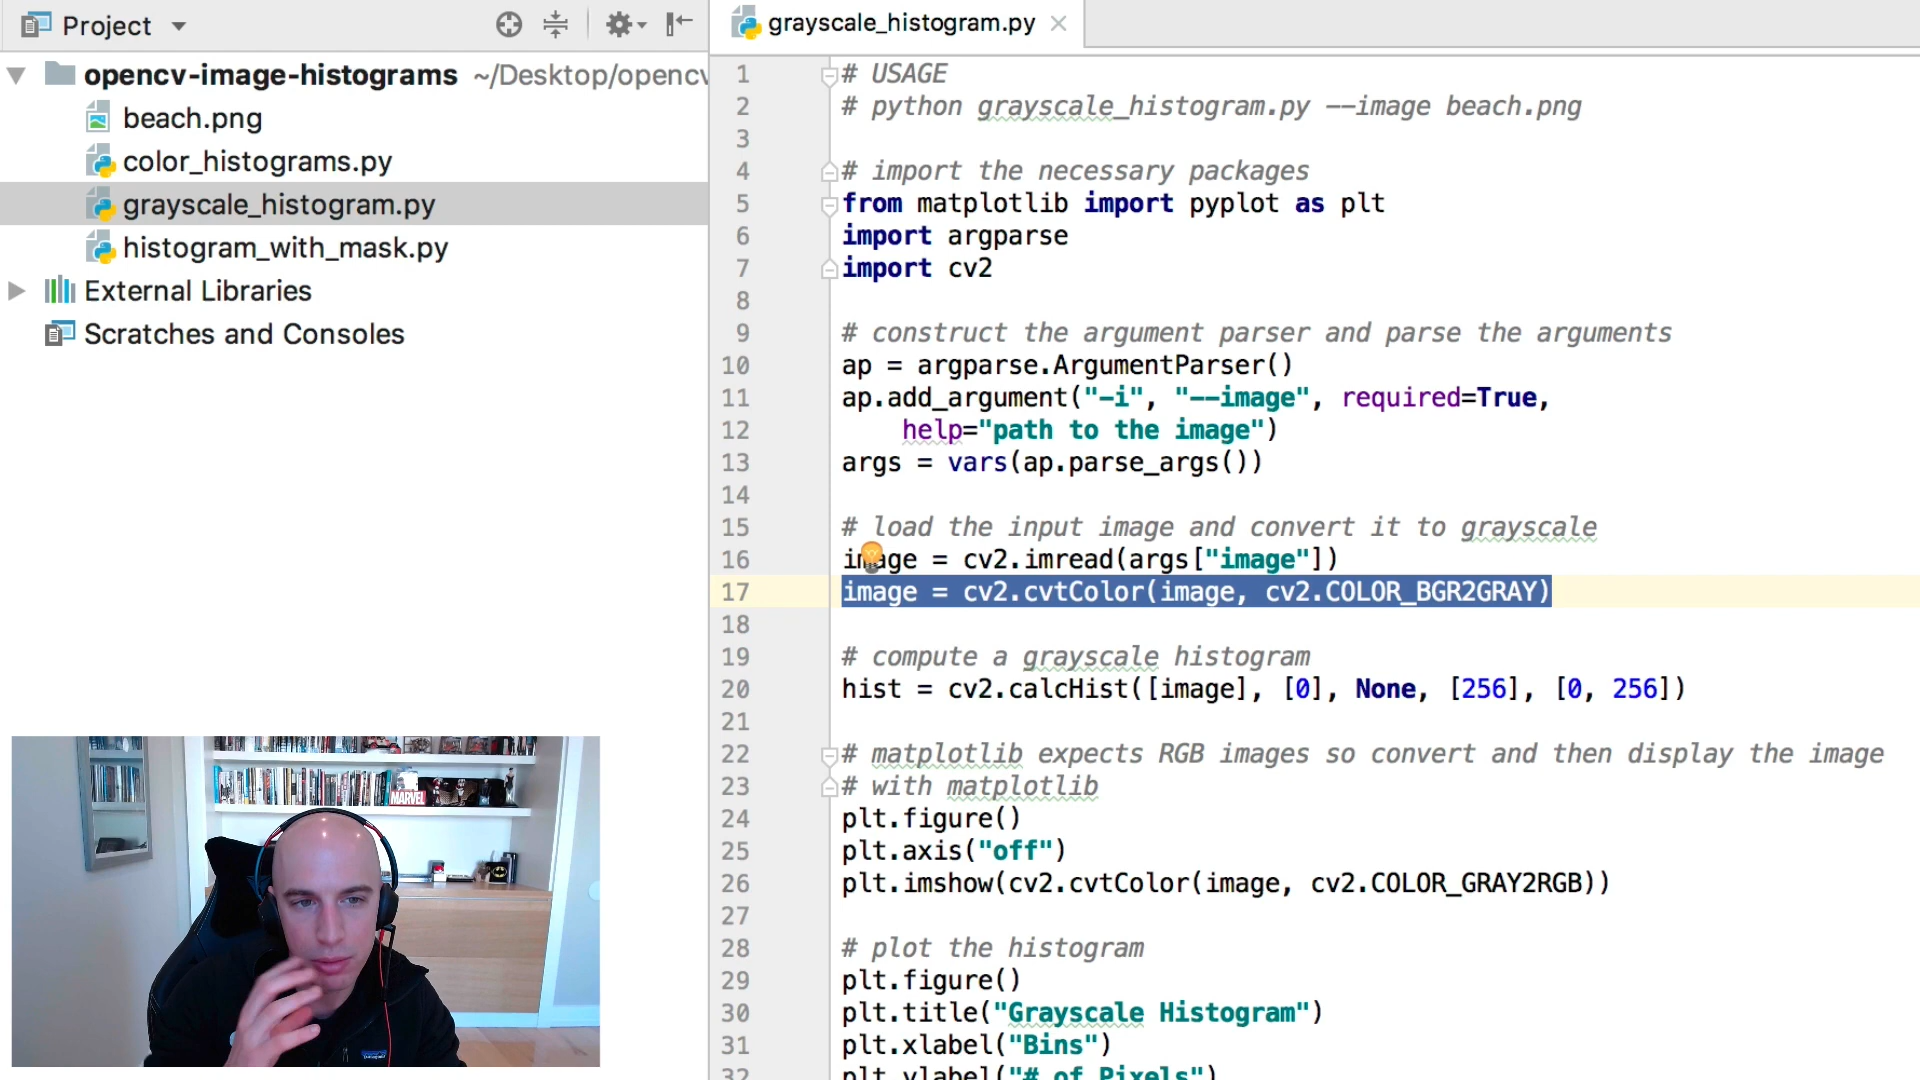 Project
opencv-image-histograms ~/Desktop/opencv
beach.png
color_histograms.py
grayscale_histogram.py
histogram_with_mask.py
External Libraries
Scratches and Consoles
MARVEL
grayscale_histogram.py
1 # USAGE
2 # python grayscale_histogram.py --image beach.png
3
4 # import the necessary packages
5 from matplotlib import pyplot as plt
6 import argparse
7 import cv2
8
9 # construct the argument parser and parse the arguments
10 ap = argparse.ArgumentParser()
11 ap.add_argument("-i", "--image", required=True,
12 help="path to the image")
13 args = vars(ap.parse_args())
14
15 # load the input image and convert it to grayscale
16 image = cv2.imread(args["image"])
17 image = cv2.cvtColor(image, cv2.COLOR_BGR2GRAY)
18
19 # compute a grayscale histogram
20 hist = cv2.calcHist([image], [0], None, [256], [0, 256])
21
22 # matplotlib expects RGB images so convert and then display the image
23 # with matplotlib
24 plt.figure()
25 plt.axis("off")
26 plt.imshow(cv2.cvtColor(image, cv2.COLOR_GRAY2RGB))
27
28 # plot the histogram
29 plt.figure()
30 plt.title("Grayscale Histogram")
31 plt.xlabel("Bins")
32 plt.ylabel("# of Pixels")